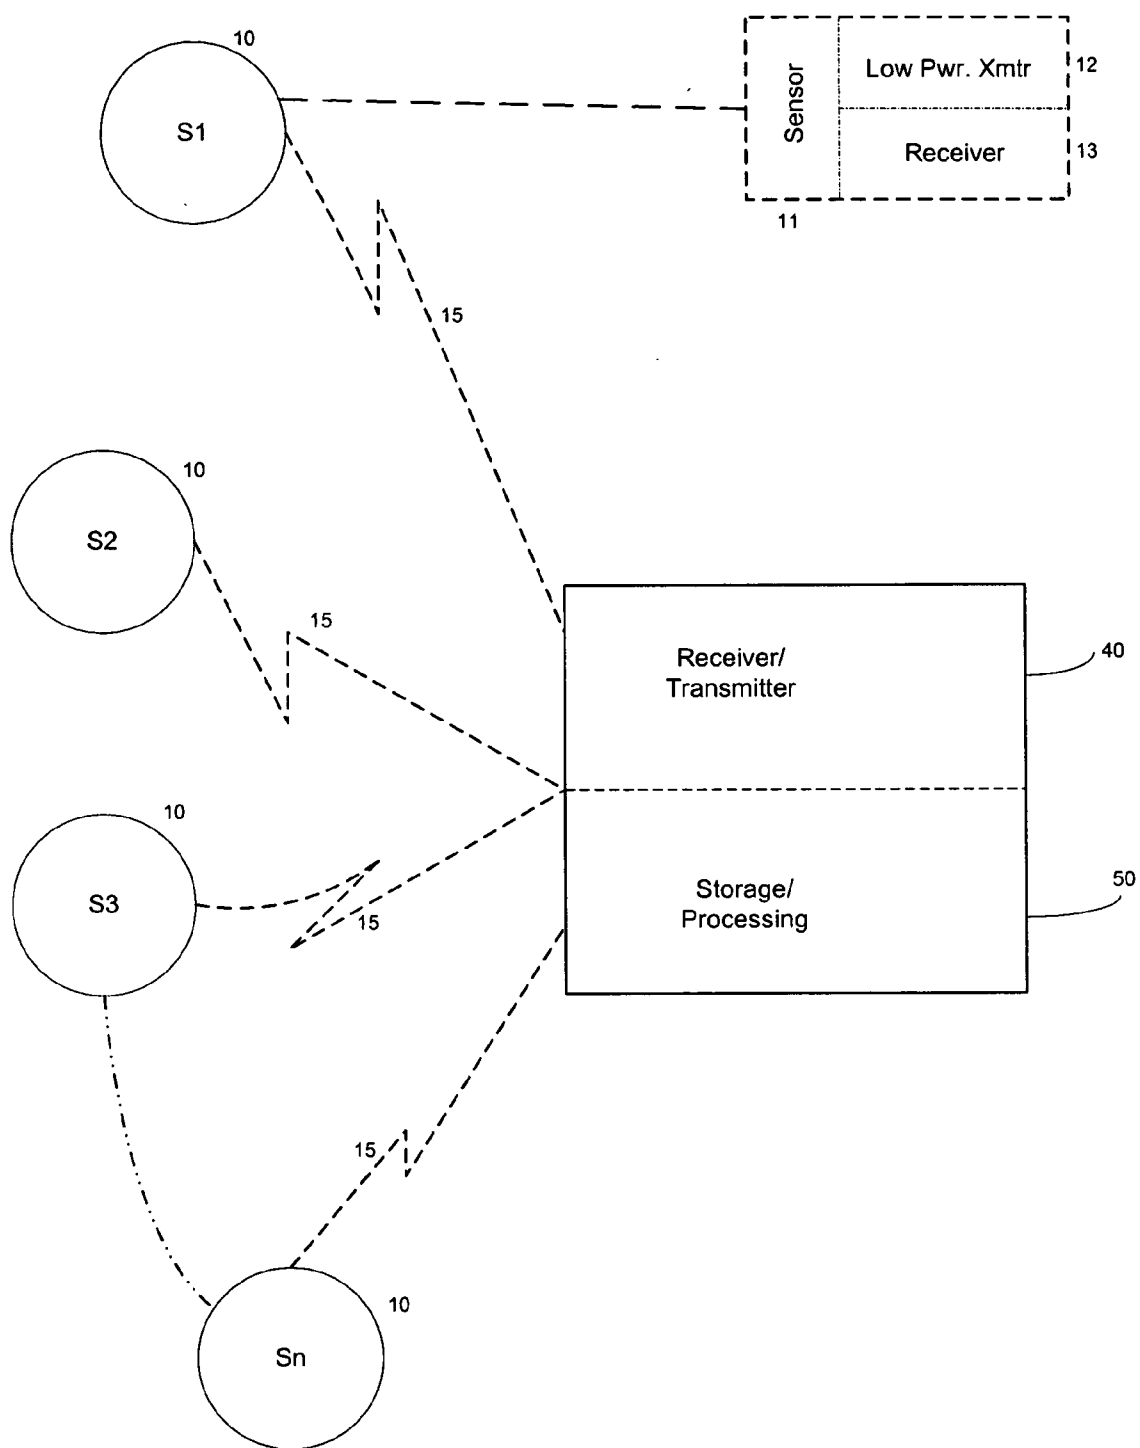 10
S1
Sensor
Low Pwr. Xmtr
12
Receiver
13
11
15
10
S2
15
Receiver/
Transmitter
40
10
S3
15
Storage/
Processing
50
15
10
Sn